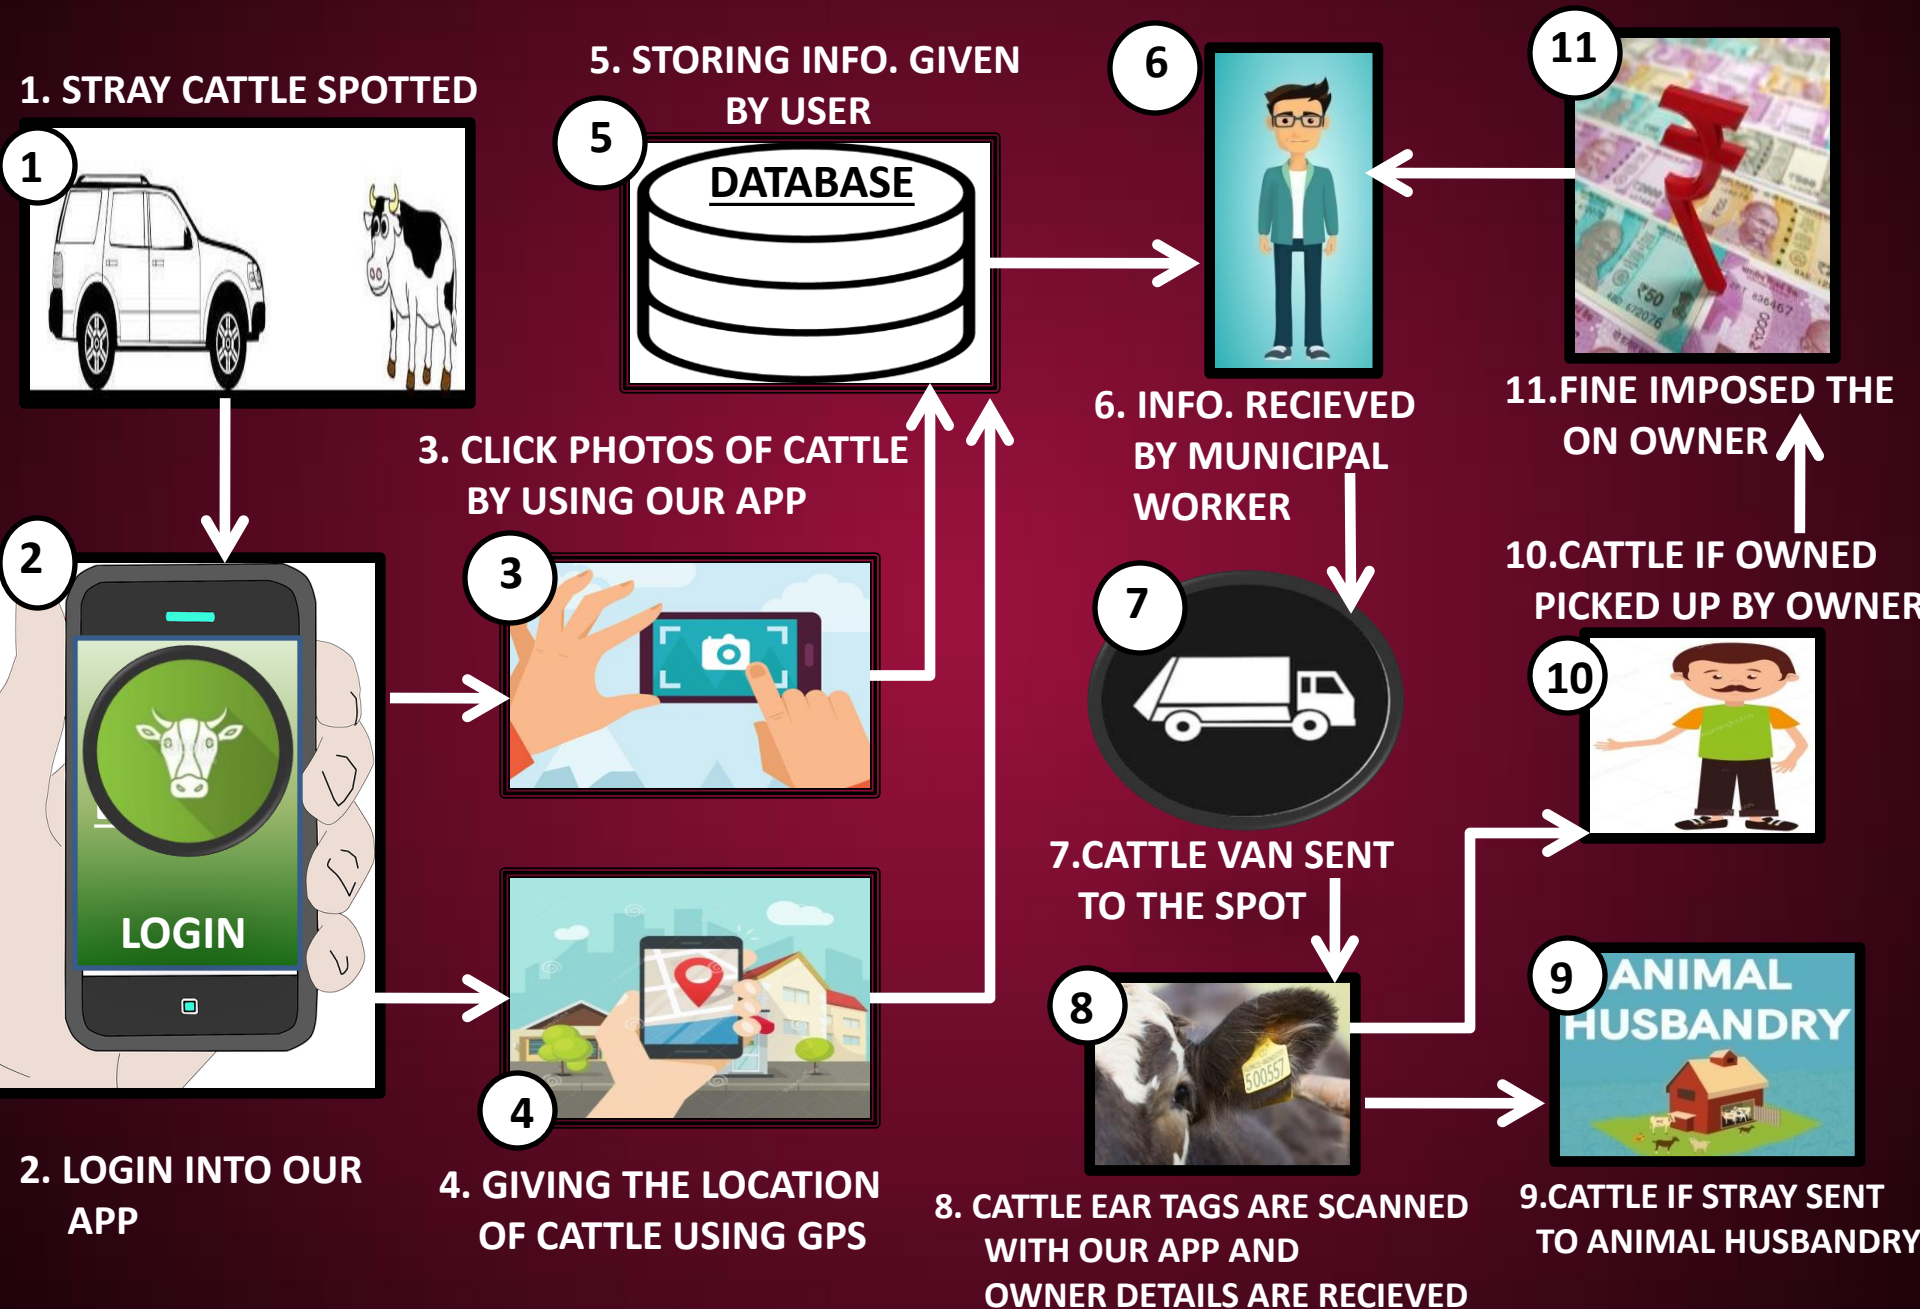 1. STRAY CATTLE SPOTTED
1
2
LOGIN
2. LOGIN INTO OUR
APP
3. CLICK PHOTOS OF CATTLE
BY USING OUR APP
3
4
4. GIVING THE LOCATION
OF CATTLE USING GPS
5. STORING INFO. GIVEN
BY USER
5
DATABASE
6
6. INFO. RECIEVED
BY MUNICIPAL
WORKER
7
7.CATTLE VAN SENT
TO THE SPOT
8
500557
8. CATTLE EAR TAGS ARE SCANNED
WITH OUR APP AND
OWNER DETAILS ARE RECIEVED
9
ANIMAL
HUSBANDRY
9.CATTLE IF STRAY SENT
TO ANIMAL HUSBANDRY
10.CATTLE IF OWNED
PICKED UP BY OWNER
10
11
₹
₹50
672076
836467
11.FINE IMPOSED THE
ON OWNER